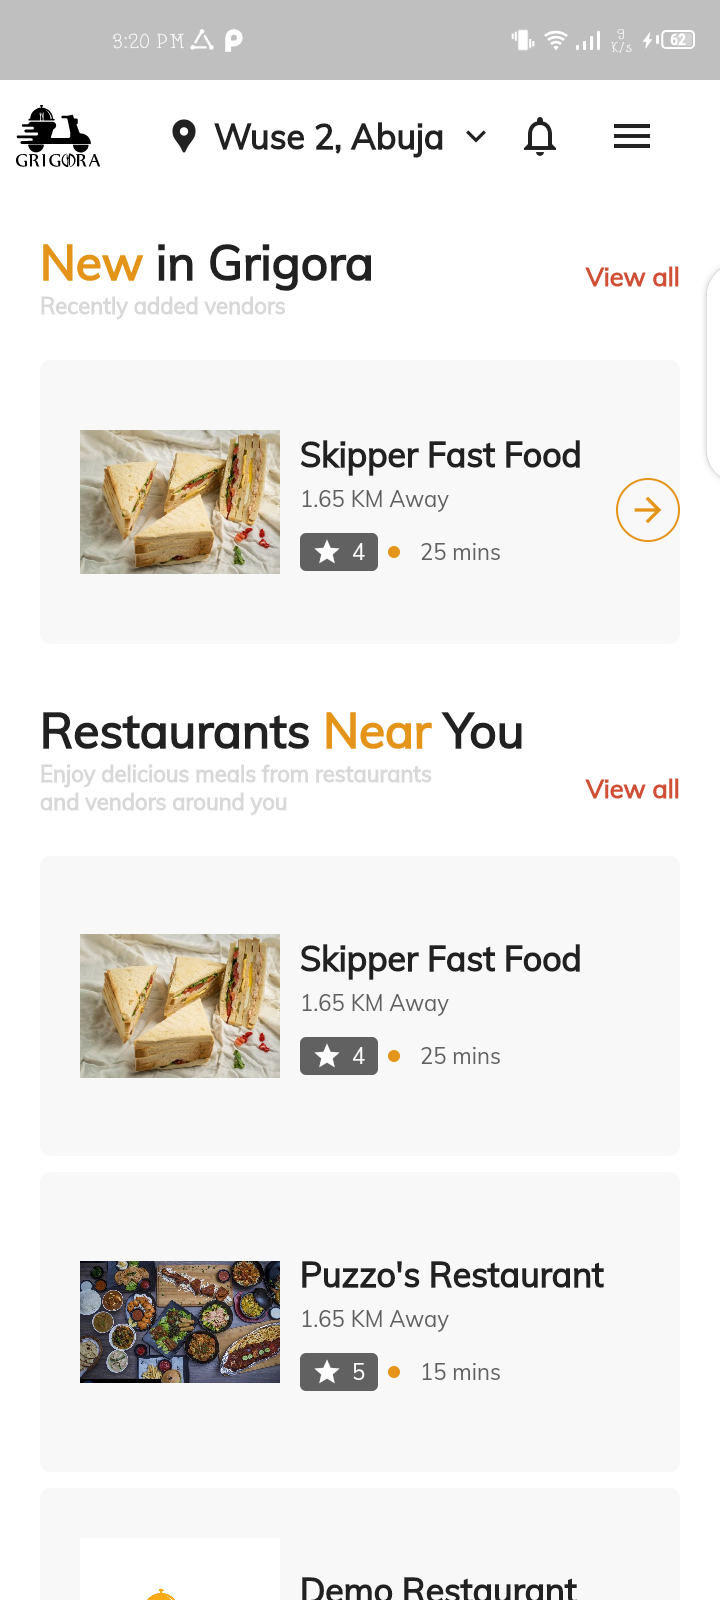 3:20 PM
9
K/s
62
GRIGORA
Wuse 2, Abuja
New in Grigora
Recently added vendors
View all
Skipper Fast Food
1.65 KM Away
4
25 mins
Restaurants Near You
Enjoy delicious meals from restaurants
and vendors around you
View all
Skipper Fast Food
1.65 KM Away
4
25 mins
Puzzo's Restaurant
1.65 KM Away
5
15 mins
Demo Restaurant